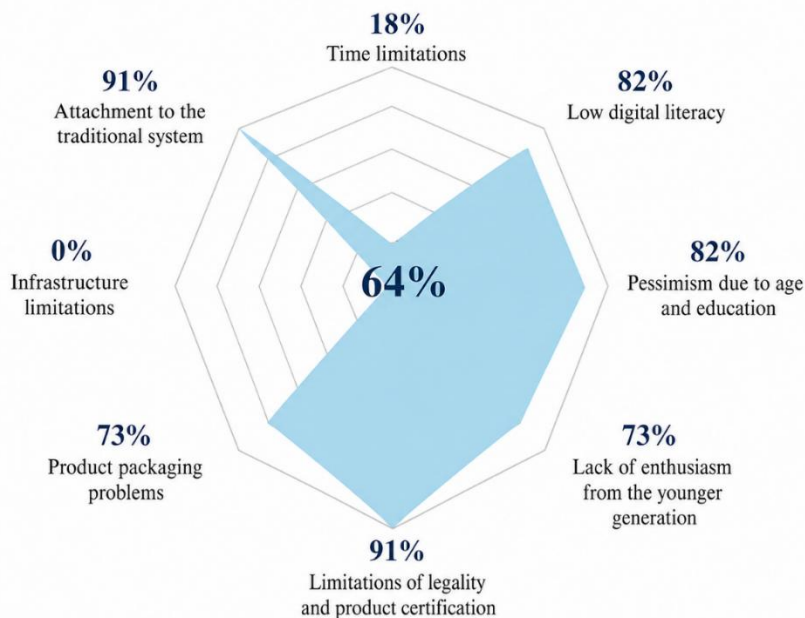 18%
Time limitations
82%
Low digital literacy
82%
Pessimism due to age
and education
73%
Lack of enthusiasm
from the younger
generation
91%
Limitations of legality
and product certification
73%
Product packaging
problems
0%
Infrastructure
limitations
91%
Attachment to the
traditional system
64%